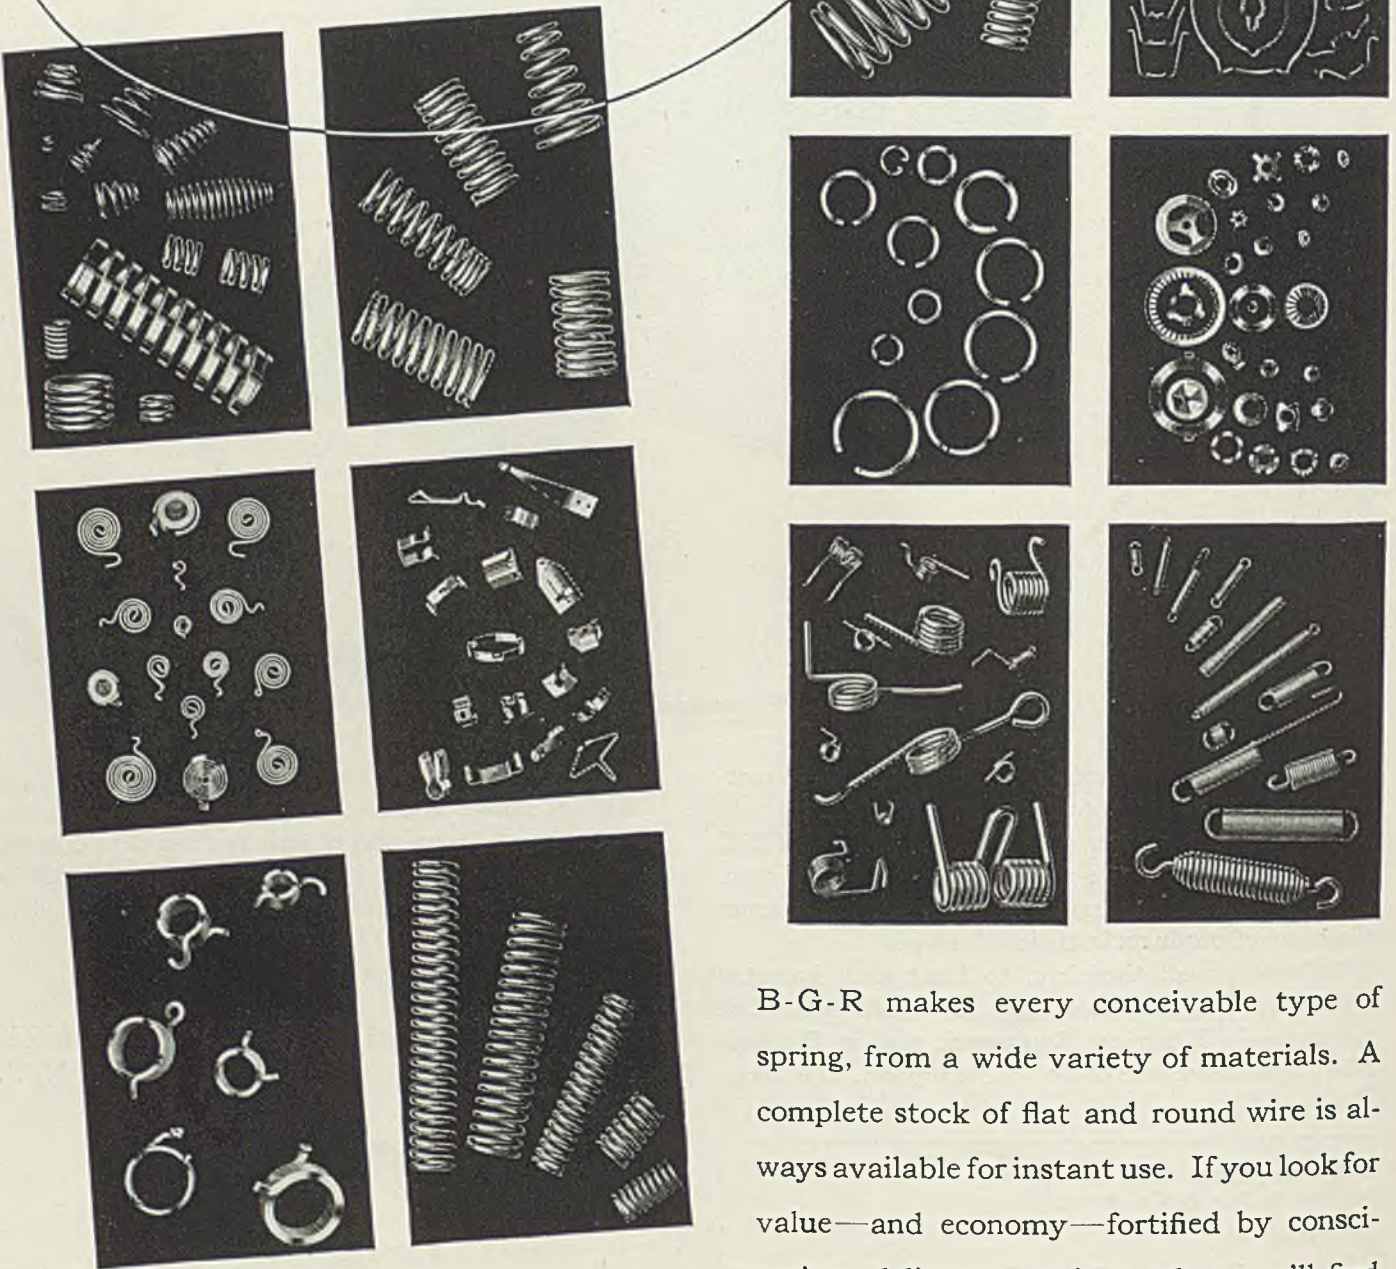 B-G-R makes every conceivable type of
spring, from a wide variety of materials. A
complete stock of flat and round wire is al-
ways available for instant use. If you look for
value—and economy—fortified by consci-